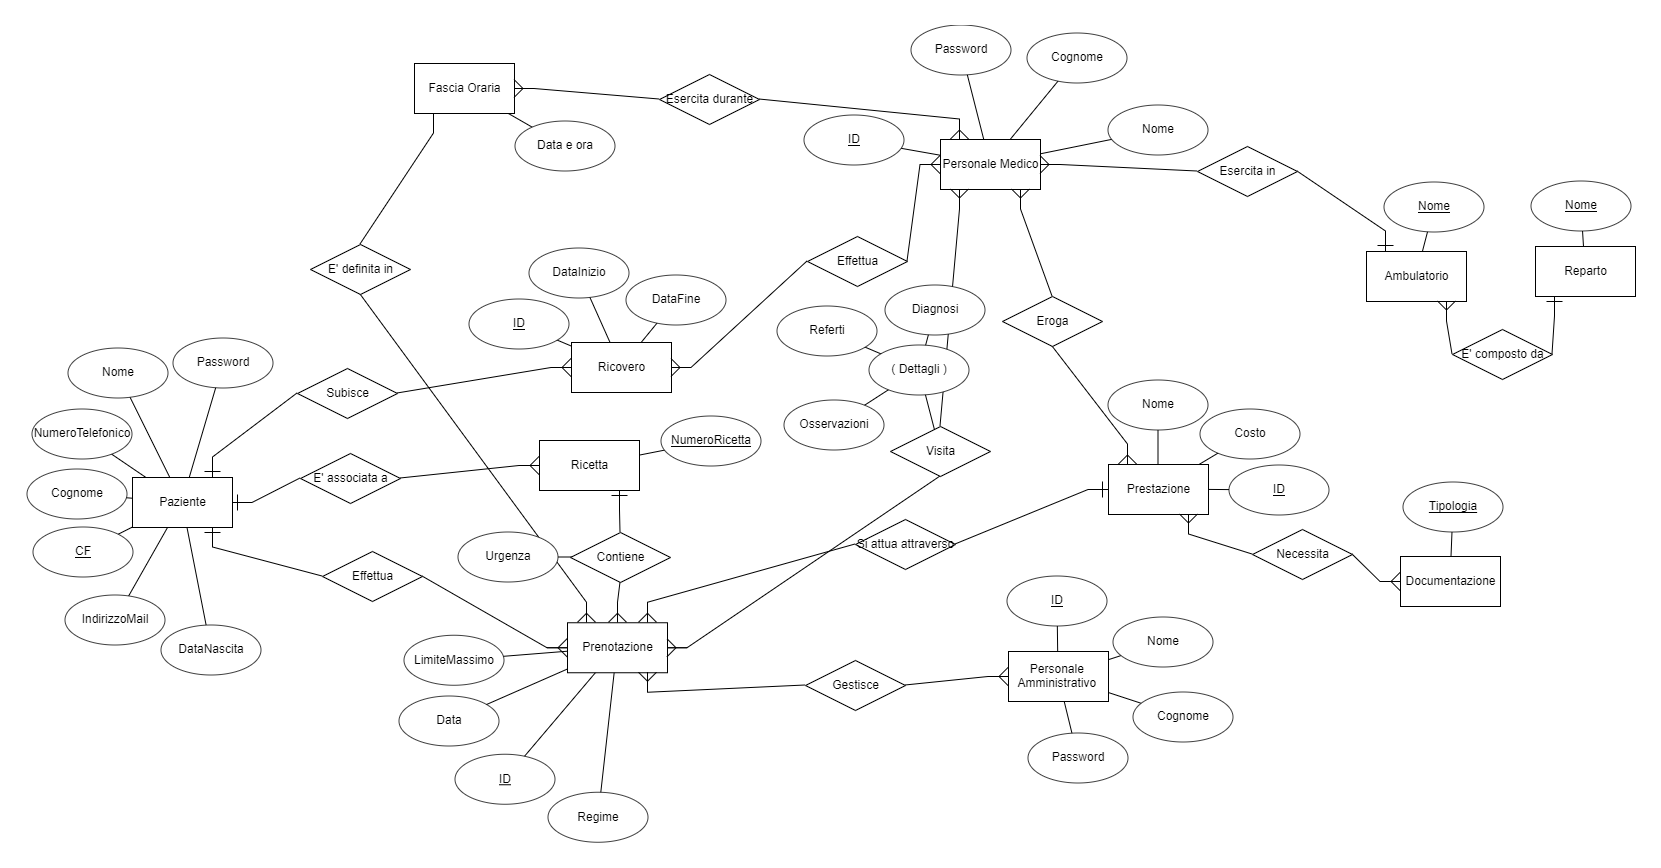 Password
Cognome
Fascia Oraria
Esercita durante
Data e ora
ID
Nome
Personale Medico
Esercita in
Nome
Nome
E' definita in
Effettua
DataInizio
DataFine
ID
Ricovero
Ambulatorio
Reparto
Diagnosi
Referti
Eroga
( Dettagli )
Osservazioni
Visita
E' composto da
Nome
Password
NumeroTelefonico
Cognome
CF
IndirizzoMail
DataNascita
Paziente
Subisce
E' associata a
Effettua
Ricetta
NumeroRicetta
Urgenza
Contiene
Nome
Costo
ID
Prestazione
Tipologia
Si attua attraverso
Necessita
Documentazione
Prenotazione
LimiteMassimo
Data
ID
Regime
Gestisce
ID
Nome
Personale
Amministrativo
Cognome
Password